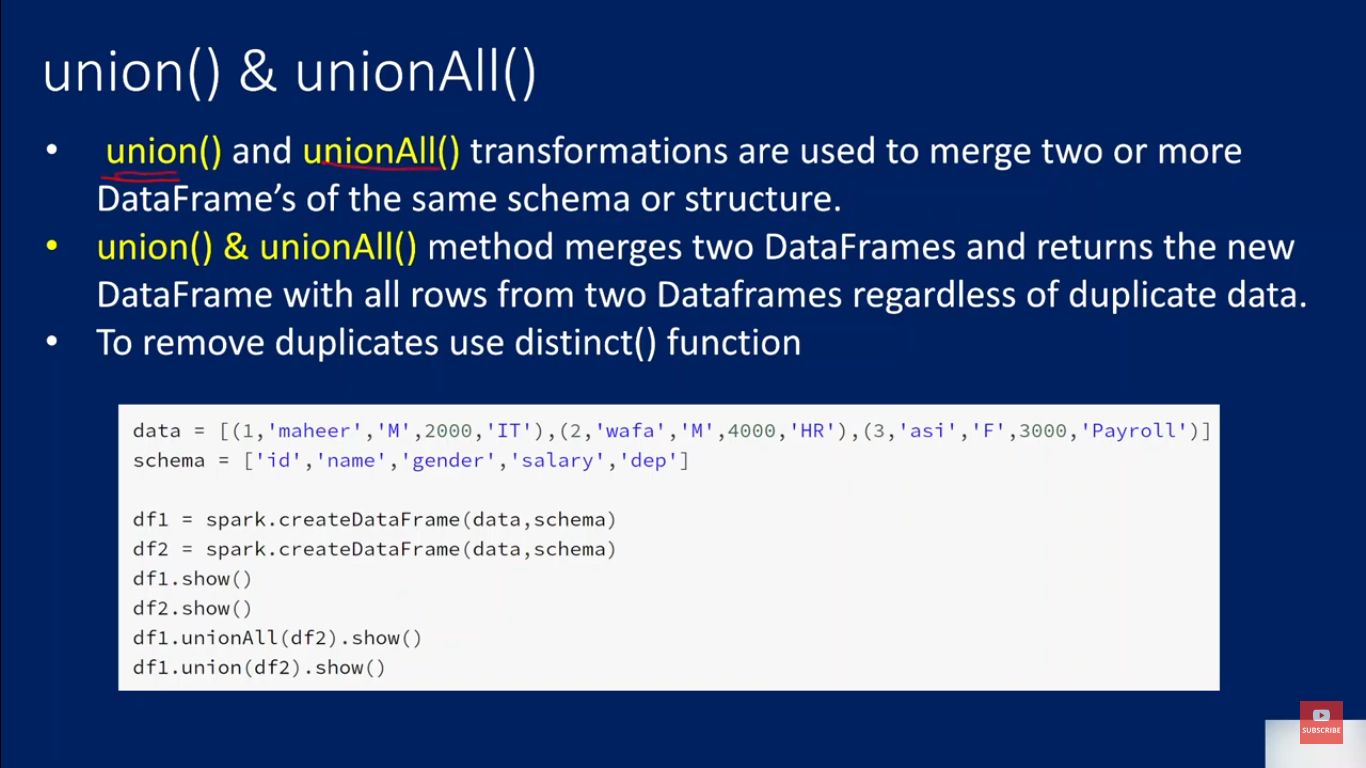 union() & unionAll()
• union() and unionAll() transformations are used to merge two or more
DataFrame’s of the same schema or structure.
• union() & unionAll() method merges two DataFrames and returns the new
DataFrame with all rows from two Dataframes regardless of duplicate data.
• To remove duplicates use distinct() function
data = [(1,'maheer','M',2000,'IT'),(2,'wafa','M',4000,'HR'),(3,'asi','F',3000,'Payroll')]
schema = ['id','name','gender','salary','dep']
df1 = spark.createDataFrame(data,schema)
df2 = spark.createDataFrame(data,schema)
df1.show()
df2.show()
df1.unionAll(df2).show()
df1.union(df2).show()
SUBSCRIBE